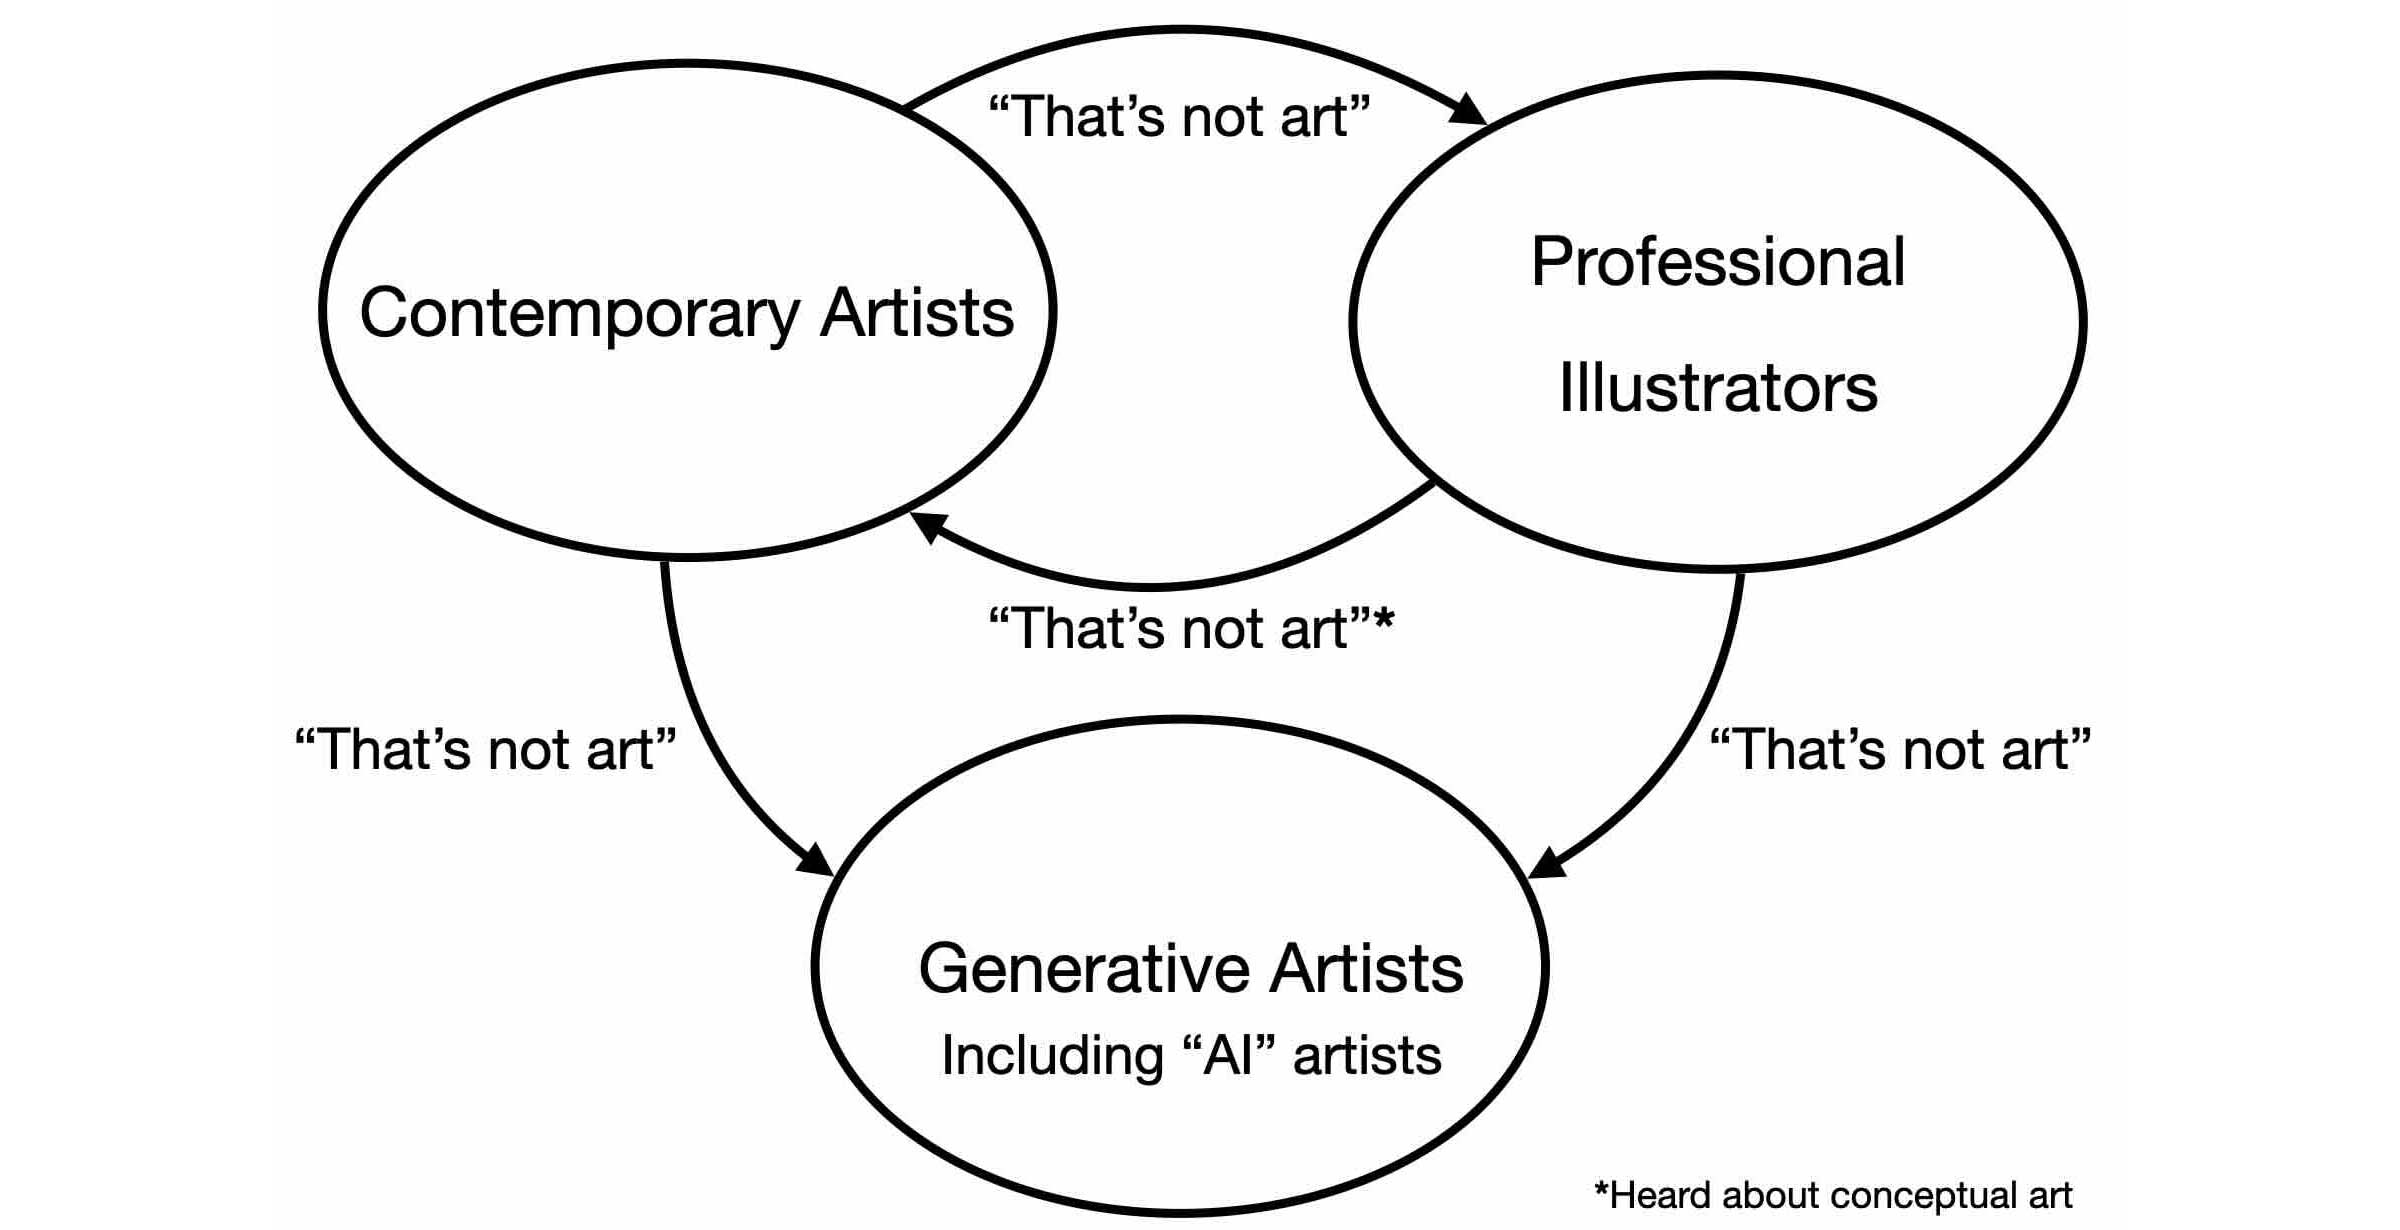 “That’s not art”
Contemporary Artists
Professional
Illustrators
“That’s not art”*
“That’s not art”
“That’s not art”
Generative Artists
Including “AI” artists
*Heard about conceptual art